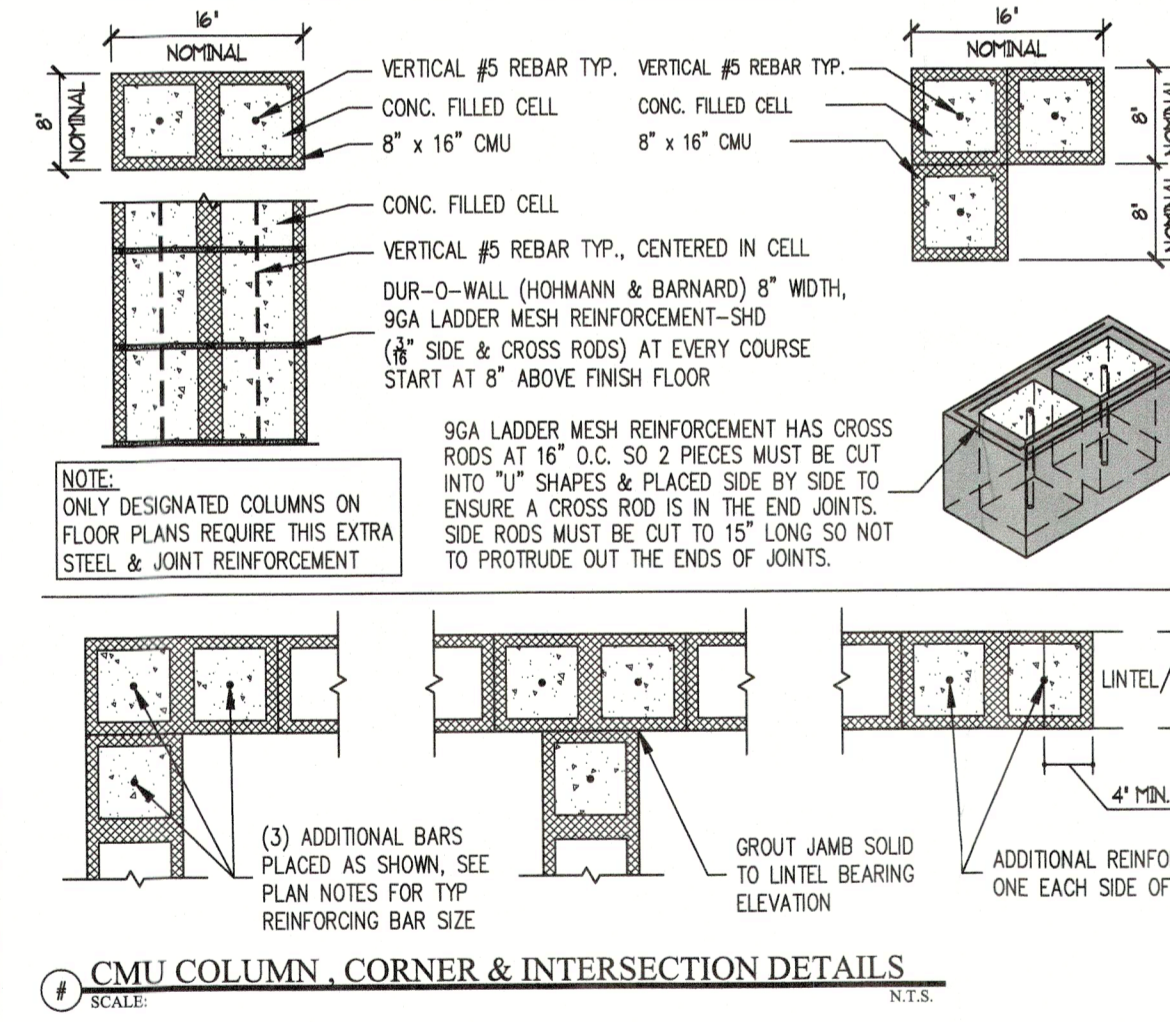 16"
NOMINAL
8"
NOMINAL
VERTICAL #5 REBAR TYP.
CONC. FILLED CELL
8" x 16" CMU
VERTICAL #5 REBAR TYP.
CONC. FILLED CELL
8" x 16" CMU
16"
NOMINAL
8"
NOMINAL
8"
NOMINAL
CONC. FILLED CELL
VERTICAL #5 REBAR TYP., CENTERED IN CELL
DUR-O-WALL (HOHMANN & BARNARD) 8" WIDTH,
9GA LADDER MESH REINFORCEMENT-SHD
(3/16" SIDE & CROSS RODS) AT EVERY COURSE
START AT 8" ABOVE FINISH FLOOR
9GA LADDER MESH REINFORCEMENT HAS CROSS
RODS AT 16" O.C. SO 2 PIECES MUST BE CUT
INTO "U" SHAPES & PLACED SIDE BY SIDE TO
ENSURE A CROSS ROD IS IN THE END JOINTS.
SIDE RODS MUST BE CUT TO 15" LONG SO NOT
TO PROTRUDE OUT THE ENDS OF JOINTS.
NOTE:
ONLY DESIGNATED COLUMNS ON
FLOOR PLANS REQUIRE THIS EXTRA
STEEL & JOINT REINFORCEMENT
(3) ADDITIONAL BARS
PLACED AS SHOWN, SEE
PLAN NOTES FOR TYP
REINFORCING BAR SIZE
GROUT JAMB SOLID
TO LINTEL BEARING
ELEVATION
LINTEL/
4" MIN.
ADDITIONAL REINFO
ONE EACH SIDE OF
# CMU COLUMN , CORNER & INTERSECTION DETAILS
SCALE: N.T.S.